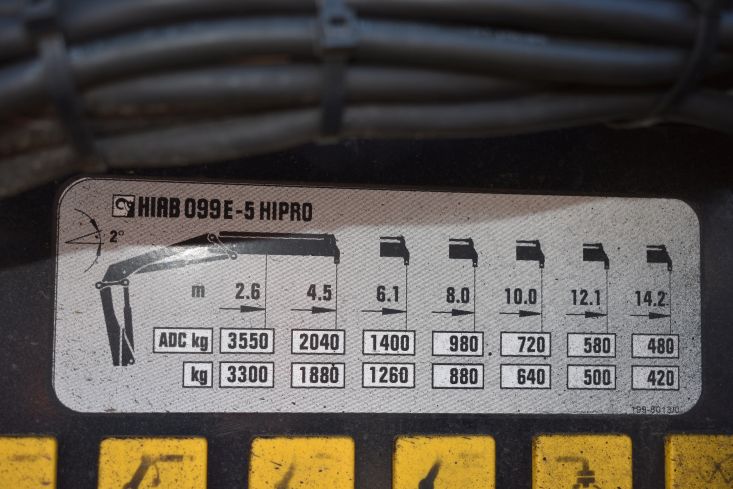 HIAB 099E-5 HIPRO
2°
m 2.6 4.5 6.1 8.0 10.0 12.1 14.2
ADC kg 3550 2040 1400 980 720 580 480
kg 3300 1880 1260 880 640 500 420